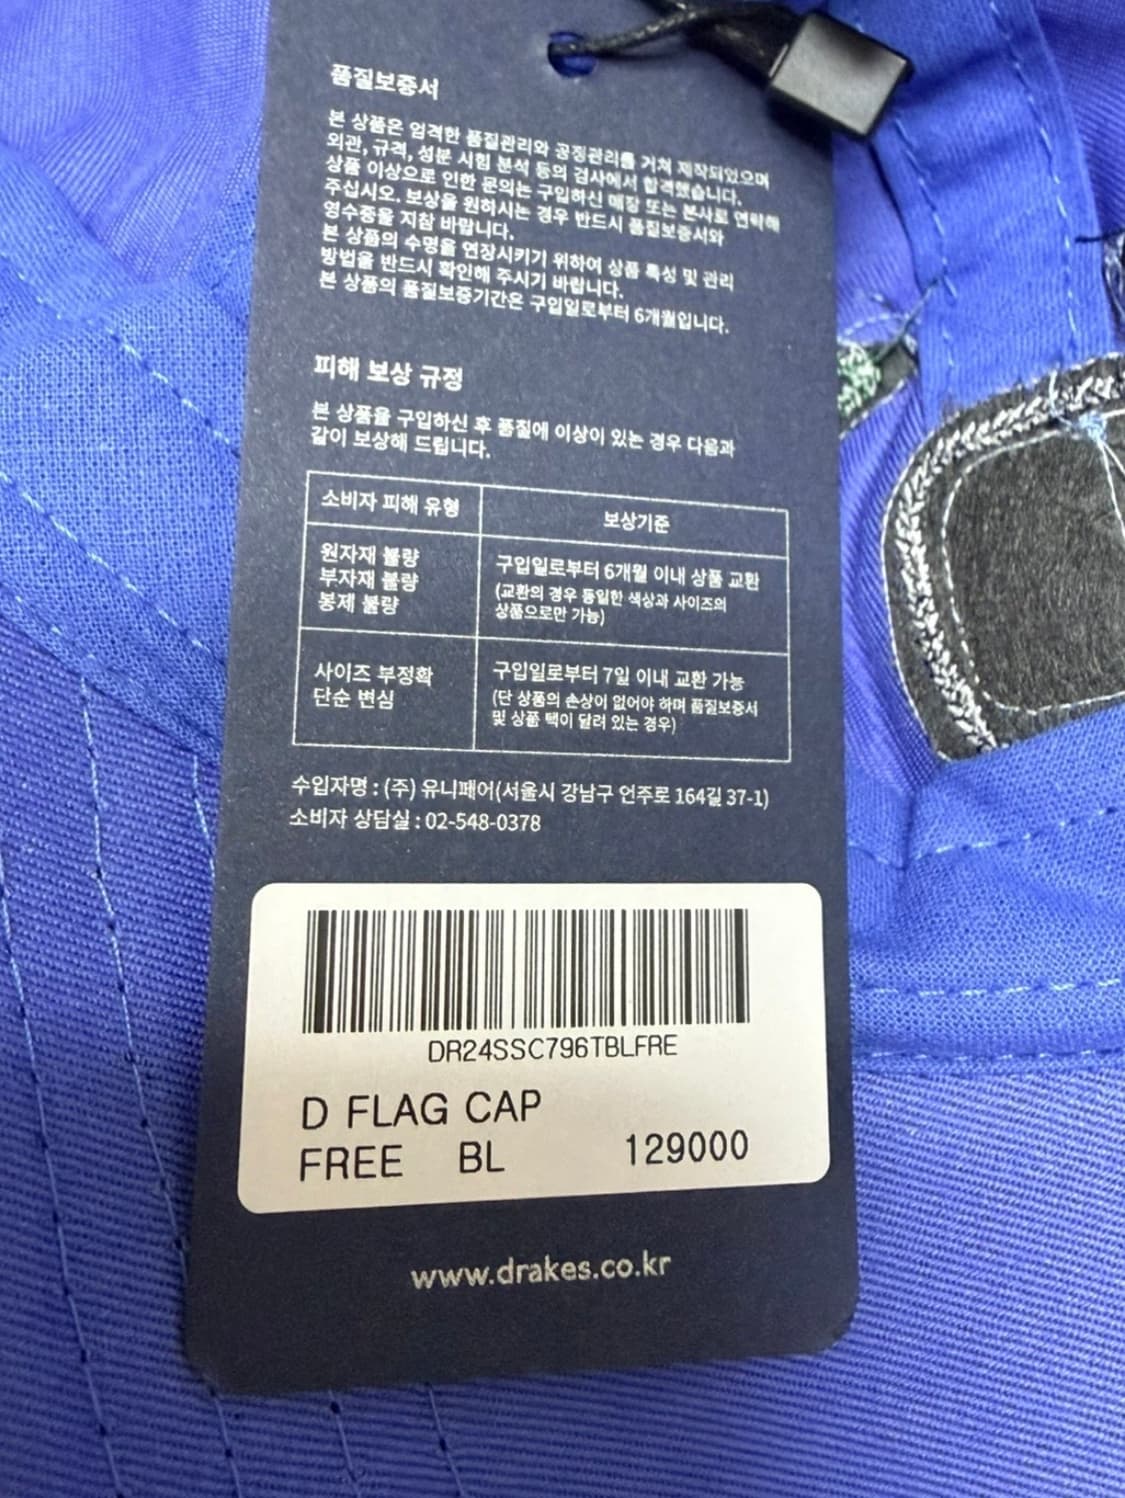 품질보증서
본 상품은 엄격한 품질관리와 공정관리를 거쳐 제작되었으며
외관, 규격, 성분 시험 분석 등의 검사에서 합격했습니다.
상품 이상으로 인한 문의는 구입하신 매장 또는 본사로 연락해
주십시오. 보상을 원하시는 경우 반드시 품질보증서와
영수증을 지참 바랍니다.
본 상품의 수명을 연장시키기 위하여 상품 특성 및 관리
방법을 반드시 확인해 주시기 바랍니다.
본 상품의 품질보증기간은 구입일로부터 6개월입니다.
피해 보상 규정
본 상품을 구입하신 후 품질에 이상이 있는 경우 다음과
같이 보상해 드립니다.
소비자 피해 유형 보상기준
원자재 불량
부자재 불량
봉제 불량
구입일로부터 6개월 이내 상품 교환
(교환의 경우 동일한 색상과 사이즈의
상품으로만 가능)
사이즈 부정확
단순 변심
구입일로부터 7일 이내 교환 가능
(단 상품의 손상이 없어야 하며 품질보증서
및 상품 택이 달려 있는 경우)
수입자명 : (주) 유니페어(서울시 강남구 언주로 164길 37-1)
소비자 상담실 : 02-548-0378
DR24SSC796TBLFRE
D FLAG CAP
FREE BL 129000
www.drakes.co.kr